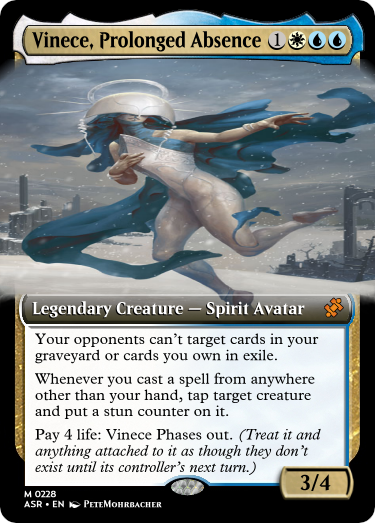 Vinece, Prolonged Absence 1
Legendary Creature — Spirit Avatar
Your opponents can't target cards in your
graveyard or cards you own in exile.
Whenever you cast a spell from anywhere
other than your hand, tap target creature
and put a stun counter on it.
Pay 4 life: Vinece Phases out. (Treat it and
anything attached to it as though they don't
exist until its controller's next turn.)
3/4
M 0228
ASR • EN PeteMohrbacher